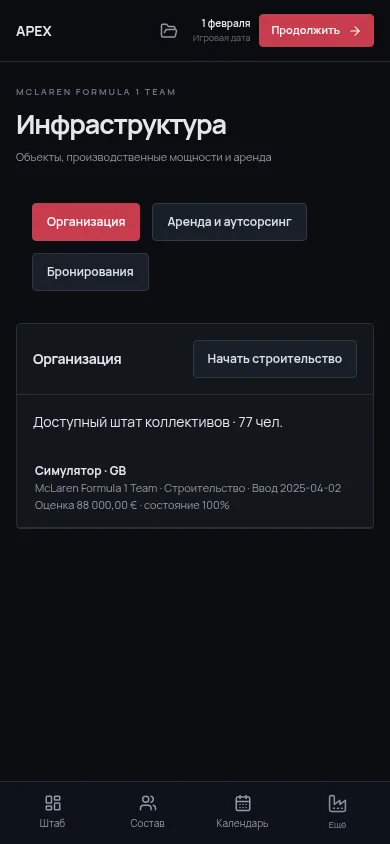 APEX
1 февраля
Игровая дата
Продолжить
MCLAREN FORMULA 1 TEAM
Инфраструктура
Объекты, производственные мощности и аренда
Организация
Аренда и аутсорсинг
Бронирования
Организация
Начать строительство
Доступный штат коллективов · 77 чел.
Симулятор · GB
McLaren Formula 1 Team · Строительство · Ввод 2025-04-02
Оценка 88 000,00 € · состояние 100%
Штаб
Состав
Календарь
Ещё